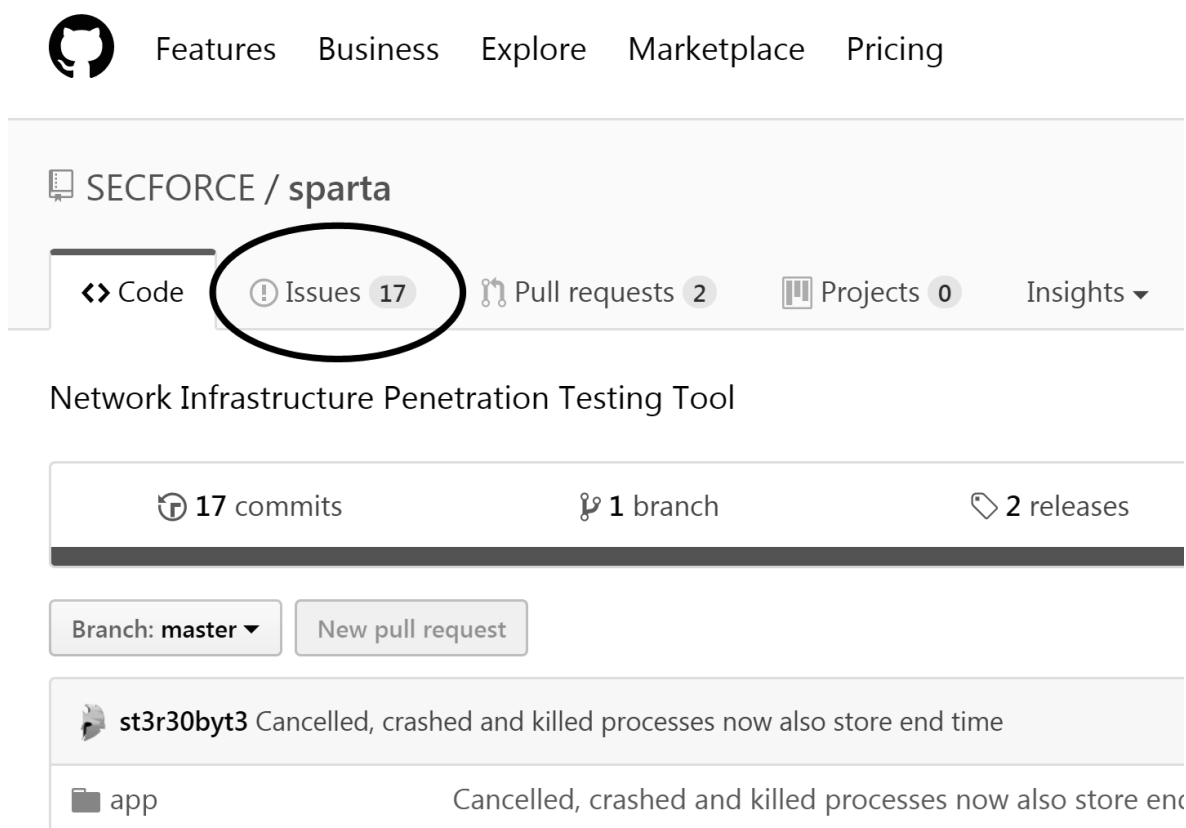 Features Business Explore Marketplace Pricing
SECFORCE / sparta
Code Issues 17 Pull requests 2 Projects 0 Insights
Network Infrastructure Penetration Testing Tool
17 commits 1 branch 2 releases
Branch: master New pull request
st3r30byt3 Cancelled, crashed and killed processes now also store end time
app Cancelled, crashed and killed processes now also store end